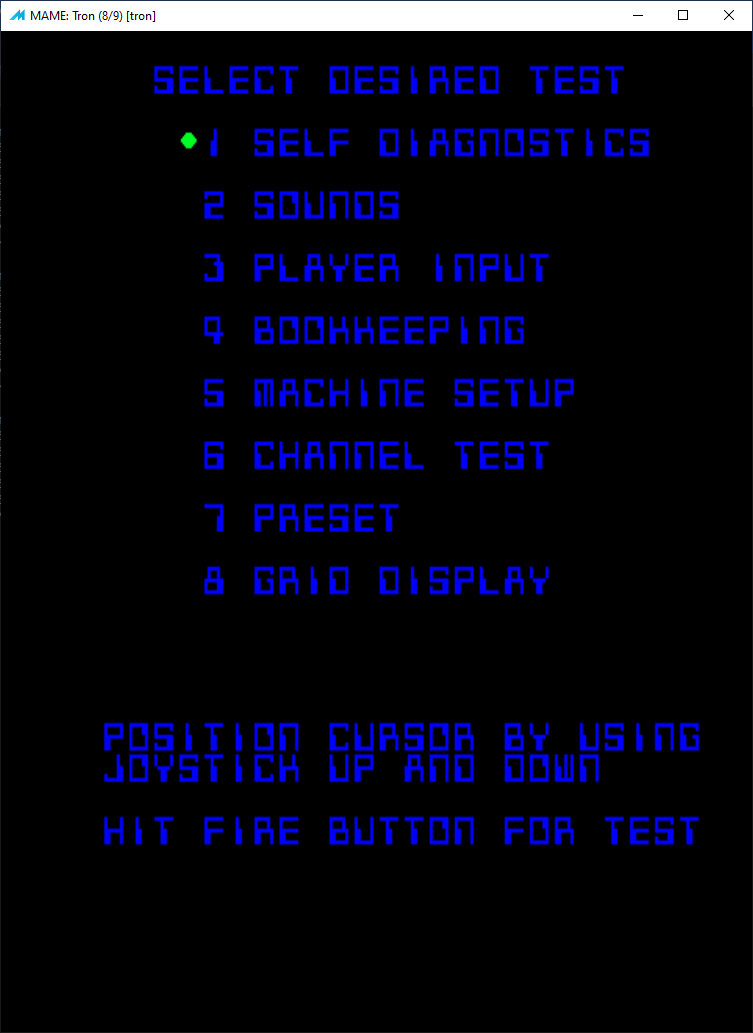 MAME: Tron (8/9) [tron]
SELECT DESIRED TEST
1 SELF DIAGNOSTICS
2 SOUNDS
3 PLAYER INPUT
4 BOOKKEEPING
5 MACHINE SETUP
6 CHANNEL TEST
7 PRESET
8 GRID DISPLAY
POSITION CURSOR BY USING
JOYSTICK UP AND DOWN
HIT FIRE BUTTON FOR TEST